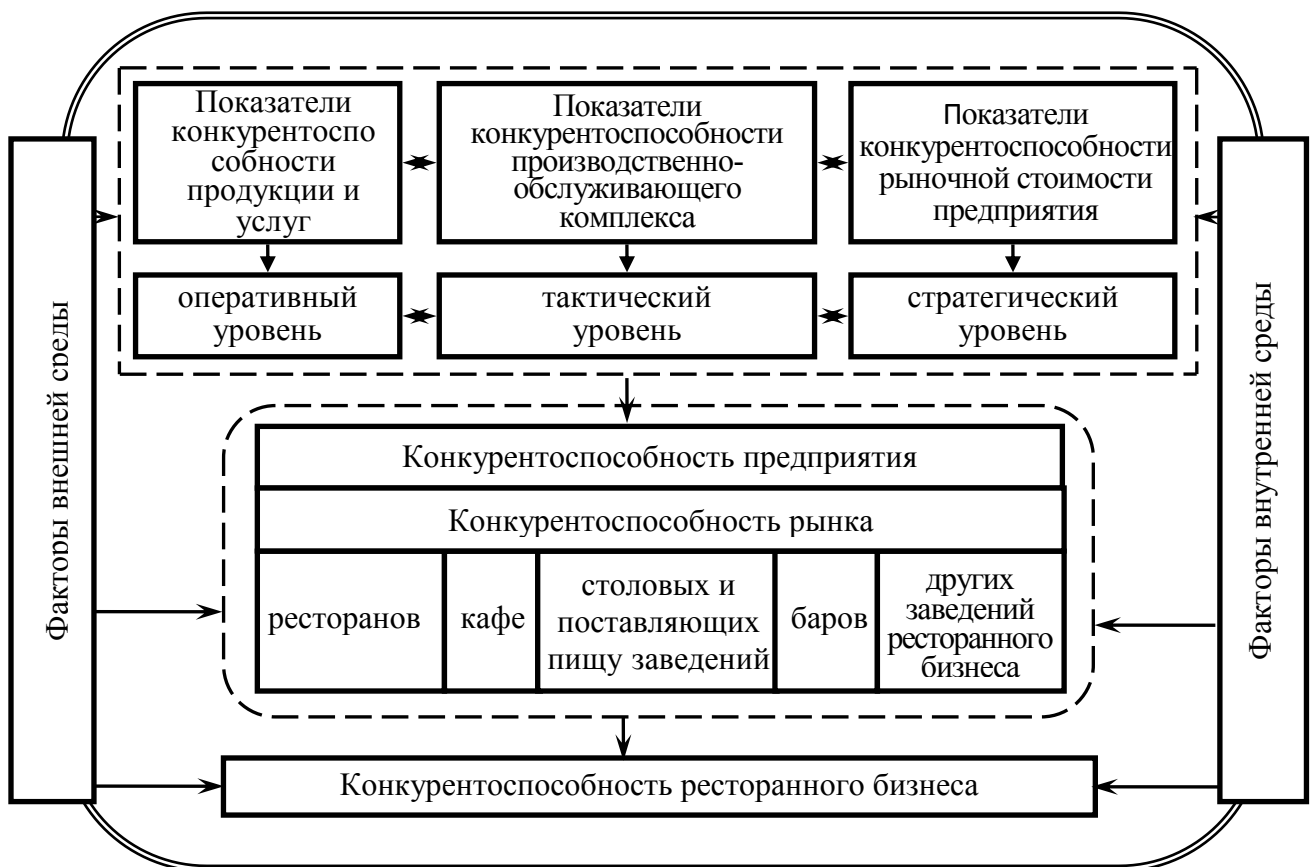 Показатели
конкурентоспо
собности
продукции и
услуг
Показатели
конкурентоспособности
производственно-
обслуживающего
комплекса
Показатели
конкурентоспособности
рыночной стоимости
предприятия
оперативный
уровень
тактический
уровень
стратегический
уровень
Факторы внешней среды
Факторы внутренней среды
Конкурентоспособность предприятия
Конкурентоспособность рынка
ресторанов
кафе
столовых и
поставляющих
пищу заведений
баров
других
заведений
ресторанного
бизнеса
Конкурентоспособность ресторанного бизнеса